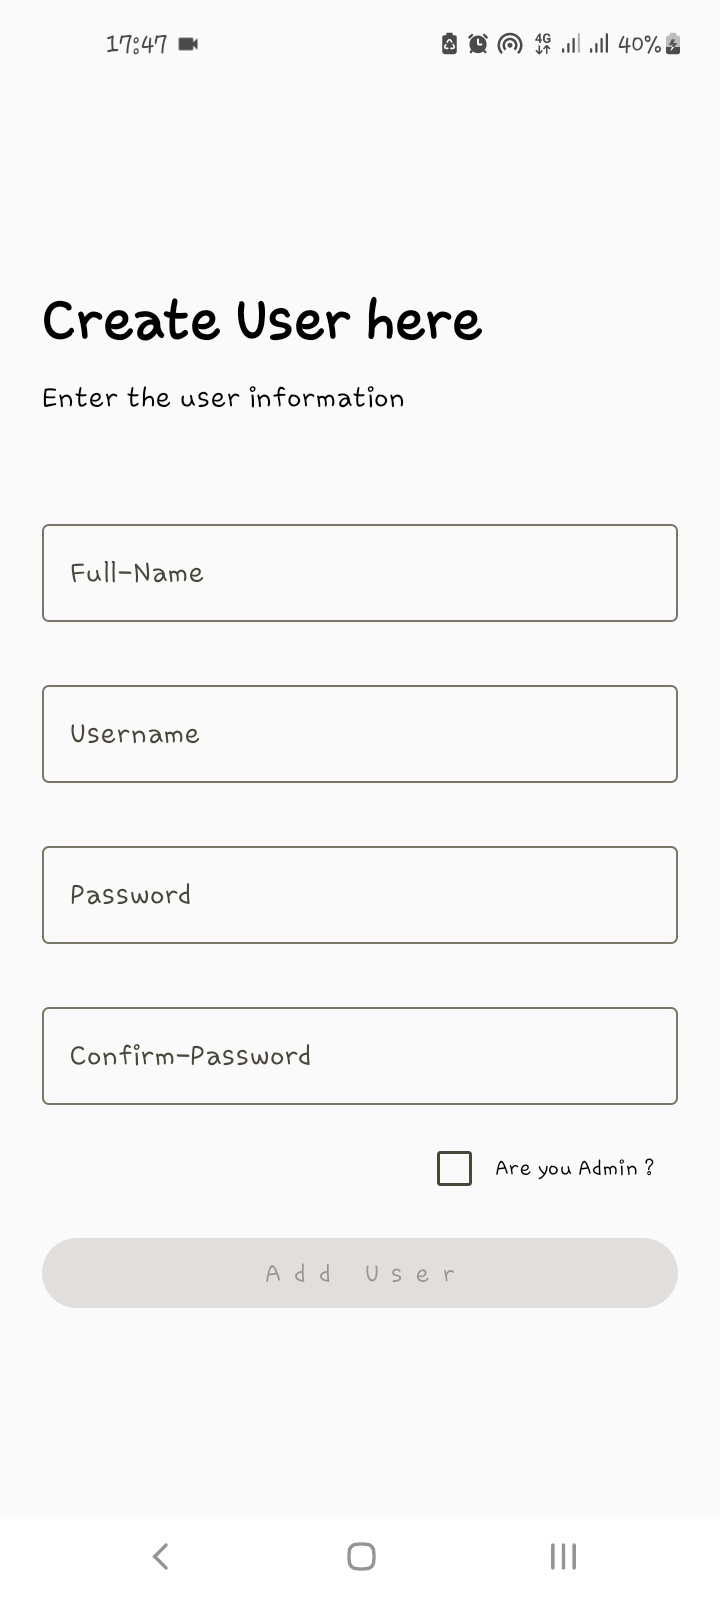 17:47 4G 40%
Create User here
Enter the user information
Full-Name
Username
Password
Confirm-Password
Are you Admin ?
Add User